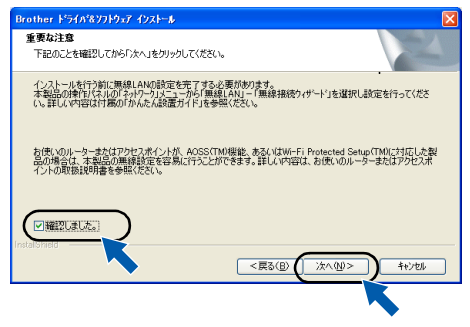 Brother ﾄﾞﾗｲﾊﾞ&ｿﾌﾄｳｪｱ ｲﾝｽﾄｰﾙ
重要な注意
下記のことを確認してから「次へ」をクリックしてください。
インストールを行う前に無線LANの設定を完了する必要があります。
本製品の操作パネルの「ﾈｯﾄﾜｰｸ」メニューから「無線LAN」－「無線接続ｳｨｻﾞｰﾄﾞ」を選択し設定を行ってくださ
い。詳しい内容は付属の「かんたん設置ガイド」を参照ください。
お使いのルーターまたはアクセスポイントが、AOSS(TM)機能、あるいはWi-Fi Protected Setup(TM)に対応した製
品の場合は、本製品の無線設定を容易に行うことができます。詳しい内容は、お使いのルーターまたはアクセスポ
イントの取扱説明書を参照ください。
確認しました。
InstallShield
<戻る(B) 次へ(N)> ｷｬﾝｾﾙ